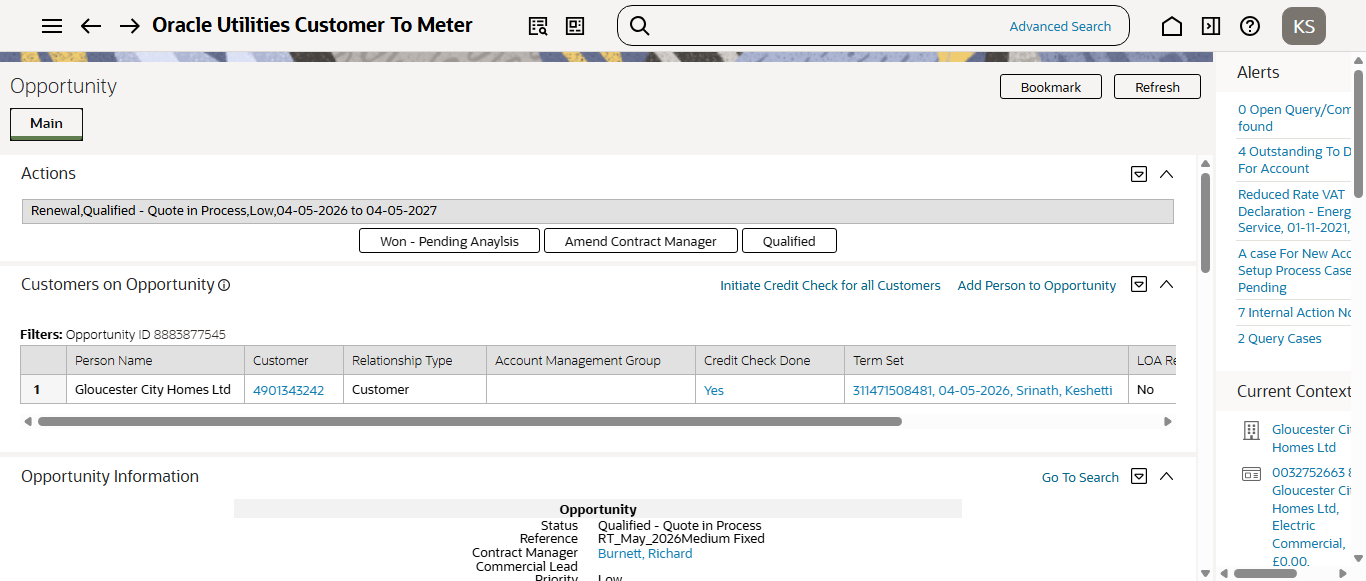 Oracle Utilities Customer To Meter
Advanced Search
KS
Opportunity
Bookmark
Refresh
Main
Actions
Renewal,Qualified - Quote in Process,Low,04-05-2026 to 04-05-2027
Won - Pending Anaylsis
Amend Contract Manager
Qualified
Customers on Opportunity
Initiate Credit Check for all Customers
Add Person to Opportunity
Filters: Opportunity ID 8883877545
Person Name Customer Relationship Type Account Management Group Credit Check Done Term Set LOA Re
1 Gloucester City Homes Ltd 4901343242 Customer Yes 311471508481, 04-05-2026, Srinath, Keshetti No
Opportunity Information
Go To Search
Opportunity
Status Qualified - Quote in Process
Reference RT_May_2026Medium Fixed
Contract Manager Burnett, Richard
Commercial Lead
Priority Low
Alerts
0 Open Query/Com
found
4 Outstanding To D
For Account
Reduced Rate VAT
Declaration - Energ
Service, 01-11-2021,
A case For New Acc
Setup Process Case
Pending
7 Internal Action No
2 Query Cases
Current Context
Gloucester Cit
Homes Ltd
0032752663 8
Gloucester Cit
Homes Ltd,
Electric
Commercial,
£0.00,